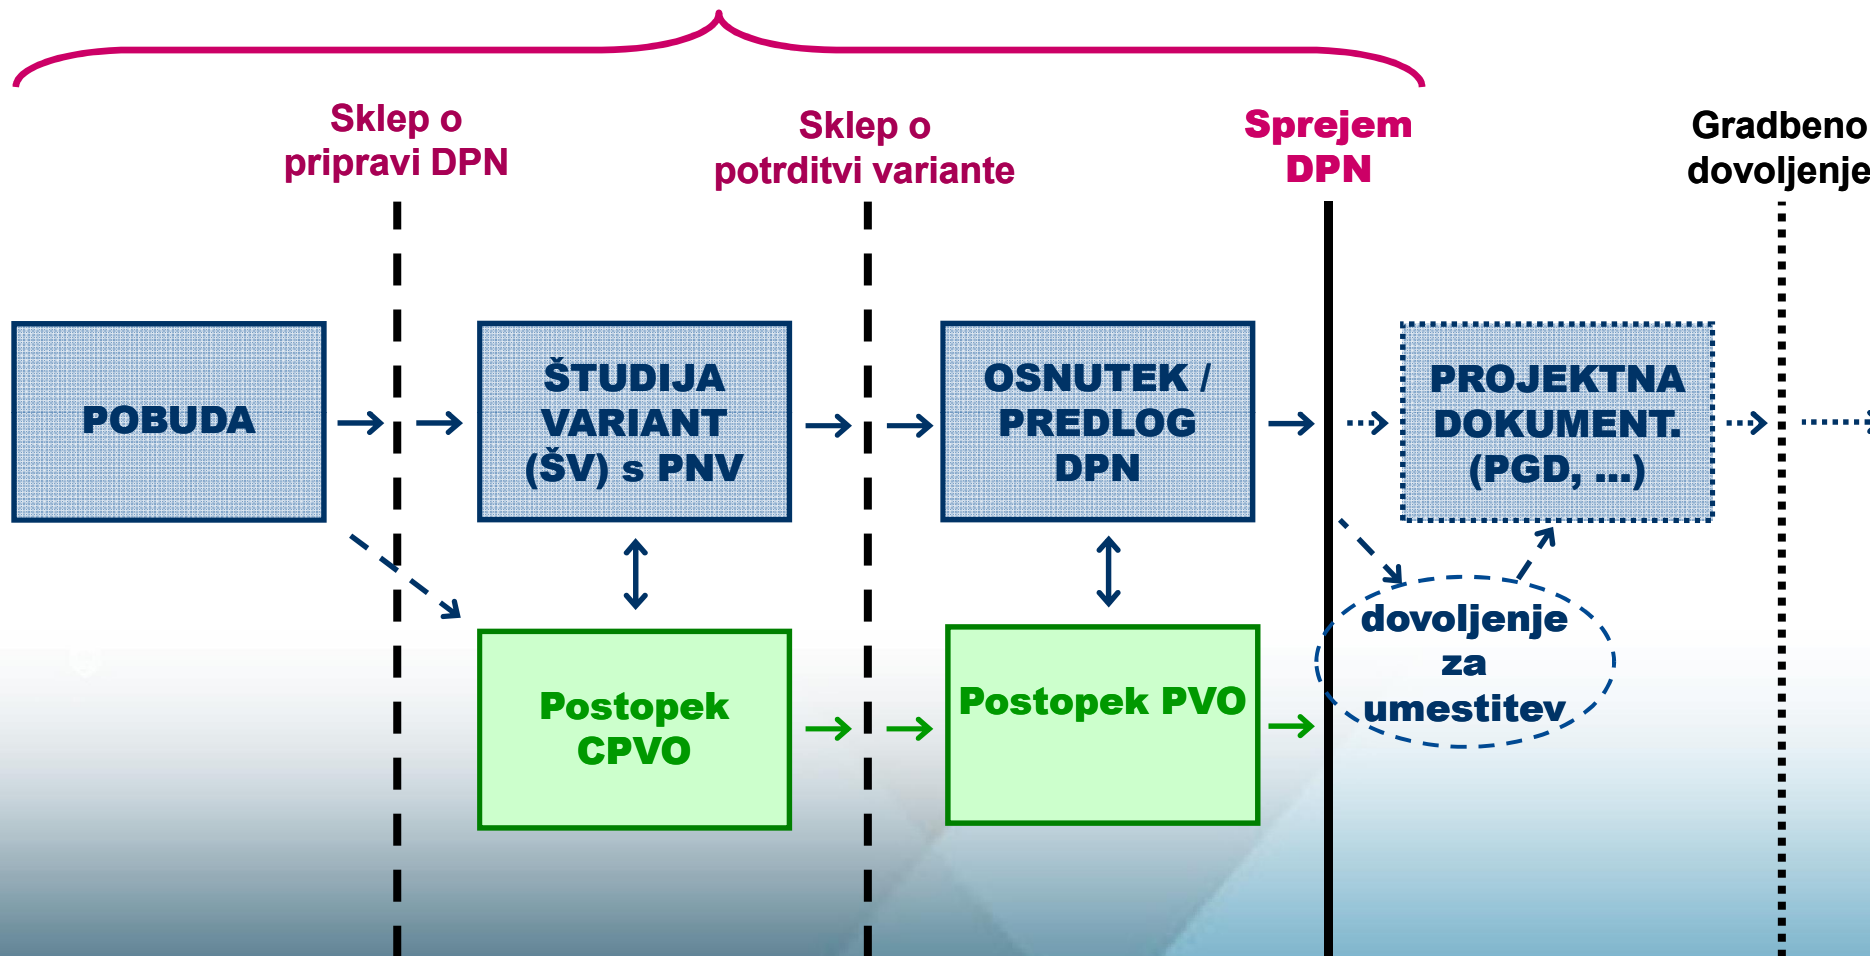 Sklep o
pripravi DPN
Sklep o
potrditvi variante
Sprejem
DPN
Gradbeno
dovoljenje
POBUDA
ŠTUDIJA
VARIANT
(ŠV) s PNV
OSNUTEK /
PREDLOG
DPN
PROJEKTNA
DOKUMENT.
(PGD, ...)
Postopek
CPVO
Postopek PVO
dovoljenje
za
umestitev